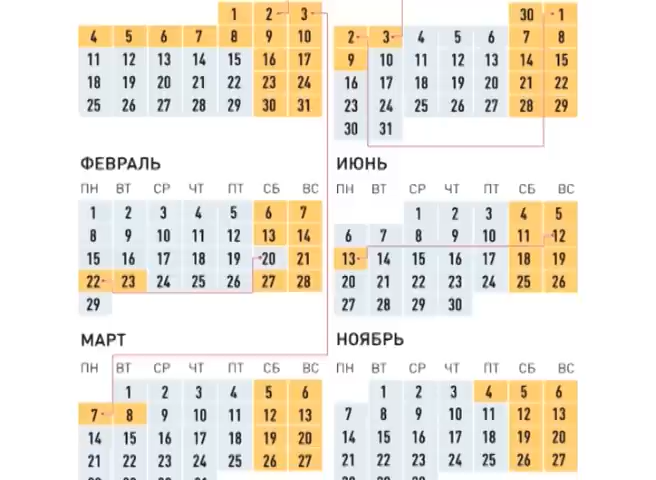 1 2 3
4 5 6 7 8 9 10
11 12 13 14 15 16 17
18 19 20 21 22 23 24
25 26 27 28 29 30 31
30 1
2 3 4 5 6 7 8
9 10 11 12 13 14 15
16 17 18 19 20 21 22
23 24 25 26 27 28 29
30 31
ФЕВРАЛЬ
ПН ВТ СР ЧТ ПТ СБ ВС
1 2 3 4 5 6 7
8 9 10 11 12 13 14
15 16 17 18 19 20 21
22 23 24 25 26 27 28
29
ИЮНЬ
ПН ВТ СР ЧТ ПТ СБ ВС
1 2 3 4 5
6 7 8 9 10 11 12
13 14 15 16 17 18 19
20 21 22 23 24 25 26
27 28 29 30
МАРТ
ПН ВТ СР ЧТ ПТ СБ ВС
1 2 3 4 5 6
7 8 9 10 11 12 13
14 15 16 17 18 19 20
21 22 23 24 25 26 27
НОЯБРЬ
ПН ВТ СР ЧТ ПТ СБ ВС
1 2 3 4 5 6
7 8 9 10 11 12 13
14 15 16 17 18 19 20
21 22 23 24 25 26 27